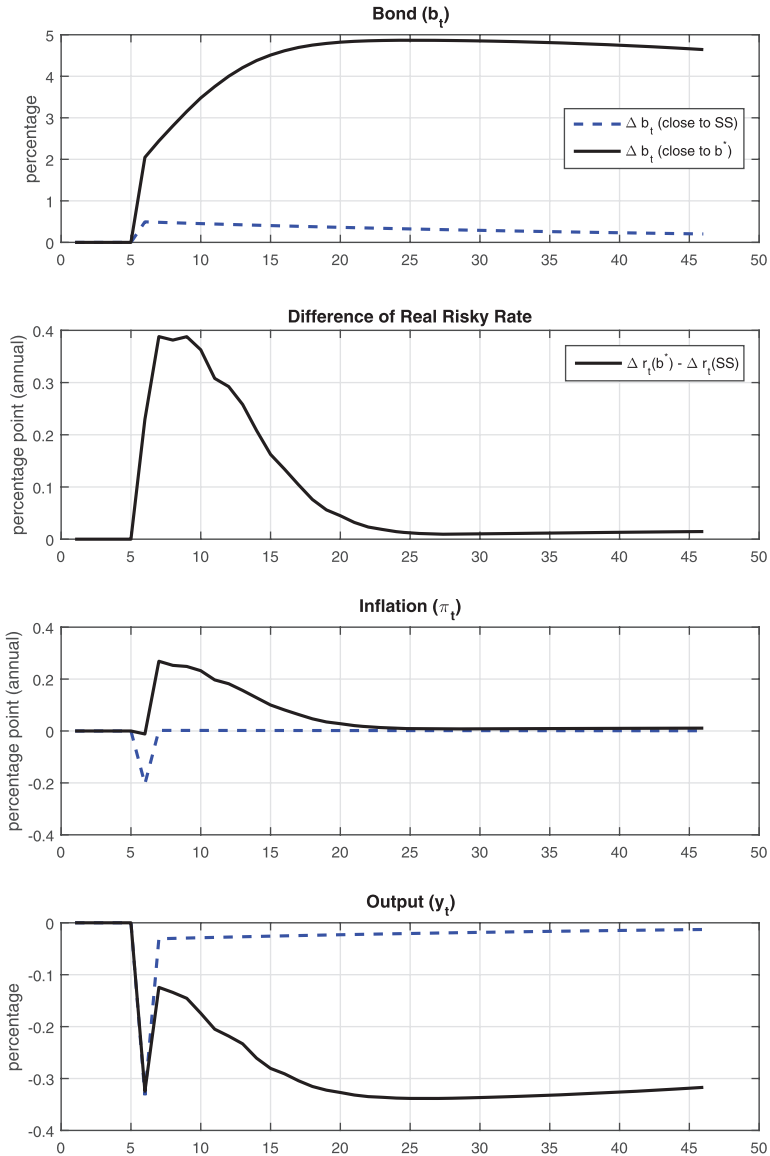 Bond (b_t)
5
4
3
2
1
0
percentage
Δ b_t (close to SS)
Δ b_t (close to b*)
0 5 10 15 20 25 30 35 40 45 50
Difference of Real Risky Rate
0.4
0.3
0.2
0.1
0
percentage point (annual)
Δ r_t(b*) - Δ r_t(SS)
0 5 10 15 20 25 30 35 40 45 50
Inflation (π_t)
0.4
0.2
0
-0.2
-0.4
percentage point (annual)
0 5 10 15 20 25 30 35 40 45 50
Output (y_t)
0
-0.1
-0.2
-0.3
-0.4
percentage
0 5 10 15 20 25 30 35 40 45 50